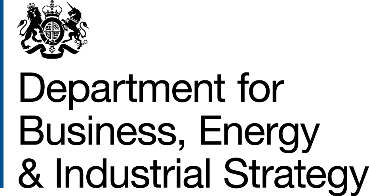 Department for
Business, Energy
& Industrial Strategy